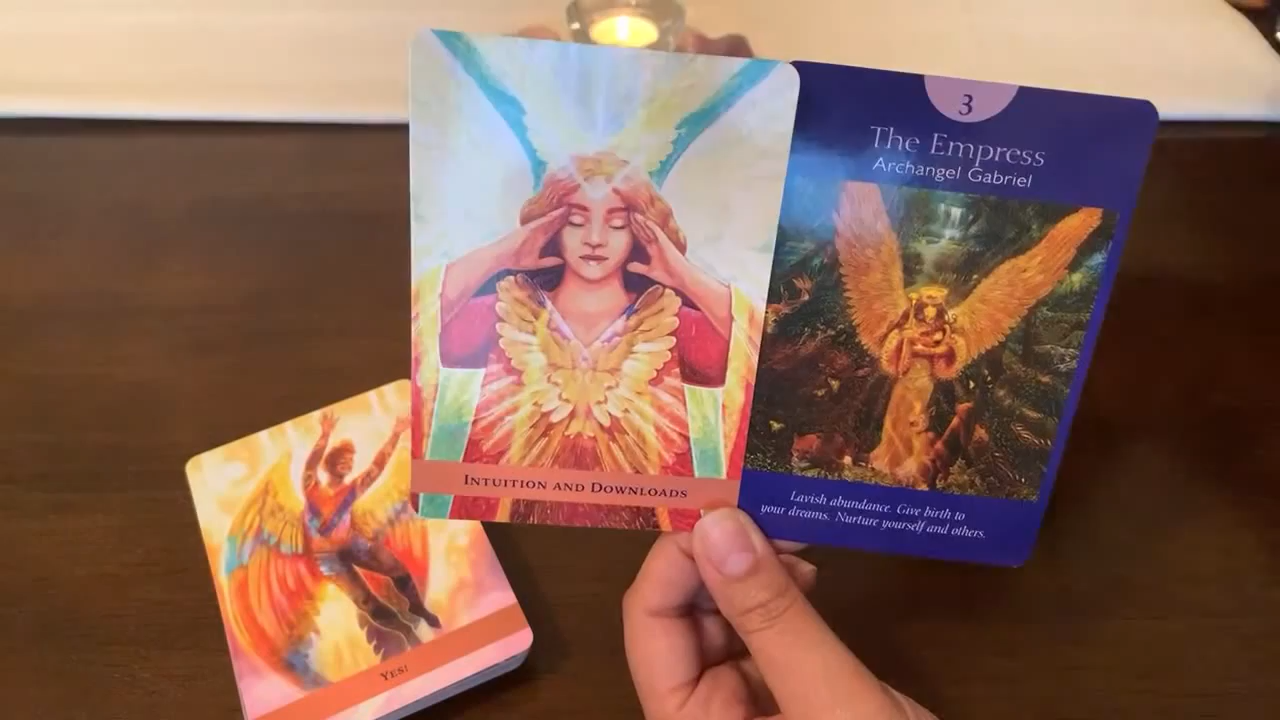 INTUITION AND DOWNLOADS
3
The Empress
Archangel Gabriel
Lavish abundance. Give birth to
your dreams. Nurture yourself and others.
YES!